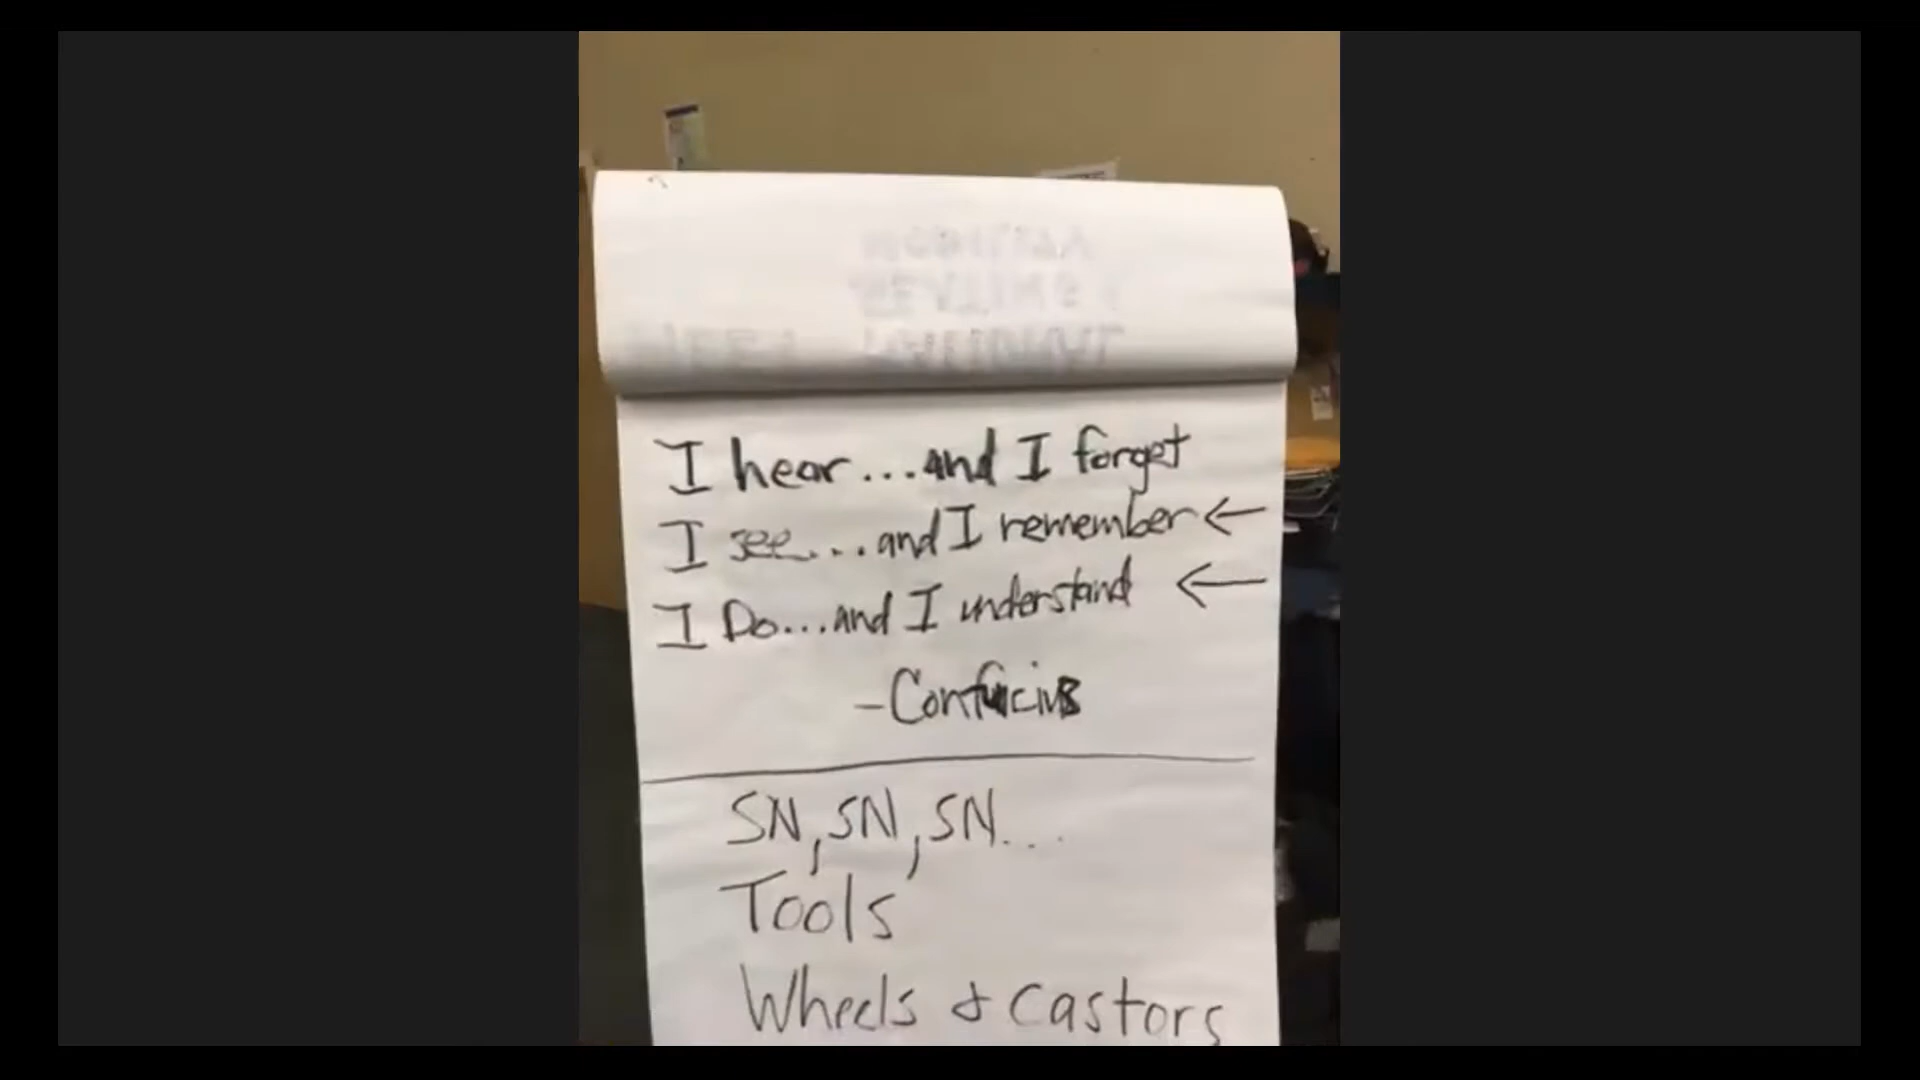 I hear...and I forget
I see....and I remember ←
I Do...and I understand ←
-Confucius
SN, SN, SN...
Tools
Wheels & Castors